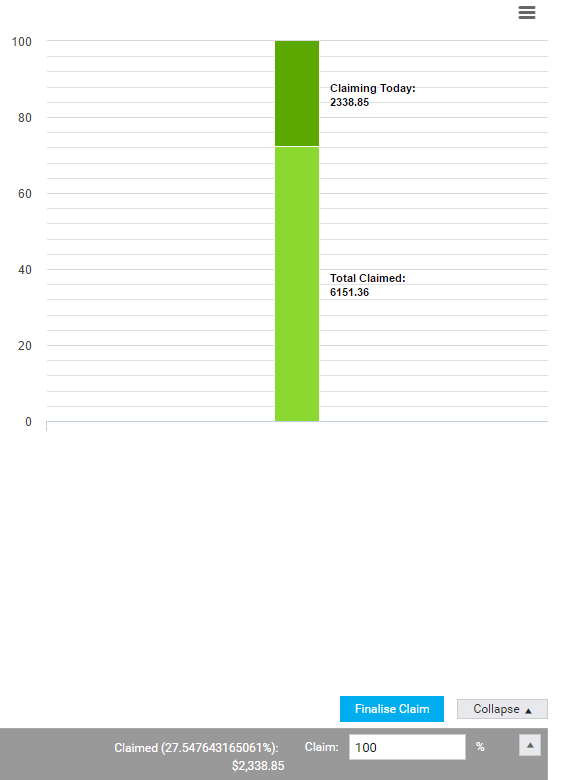 100
Claiming Today:
2338.85
80
60
40
Total Claimed:
6151.36
20
0
Finalise Claim
Collapse ▲
Claimed (27.547643165061%):
$2,338.85
Claim: 100 %
▲